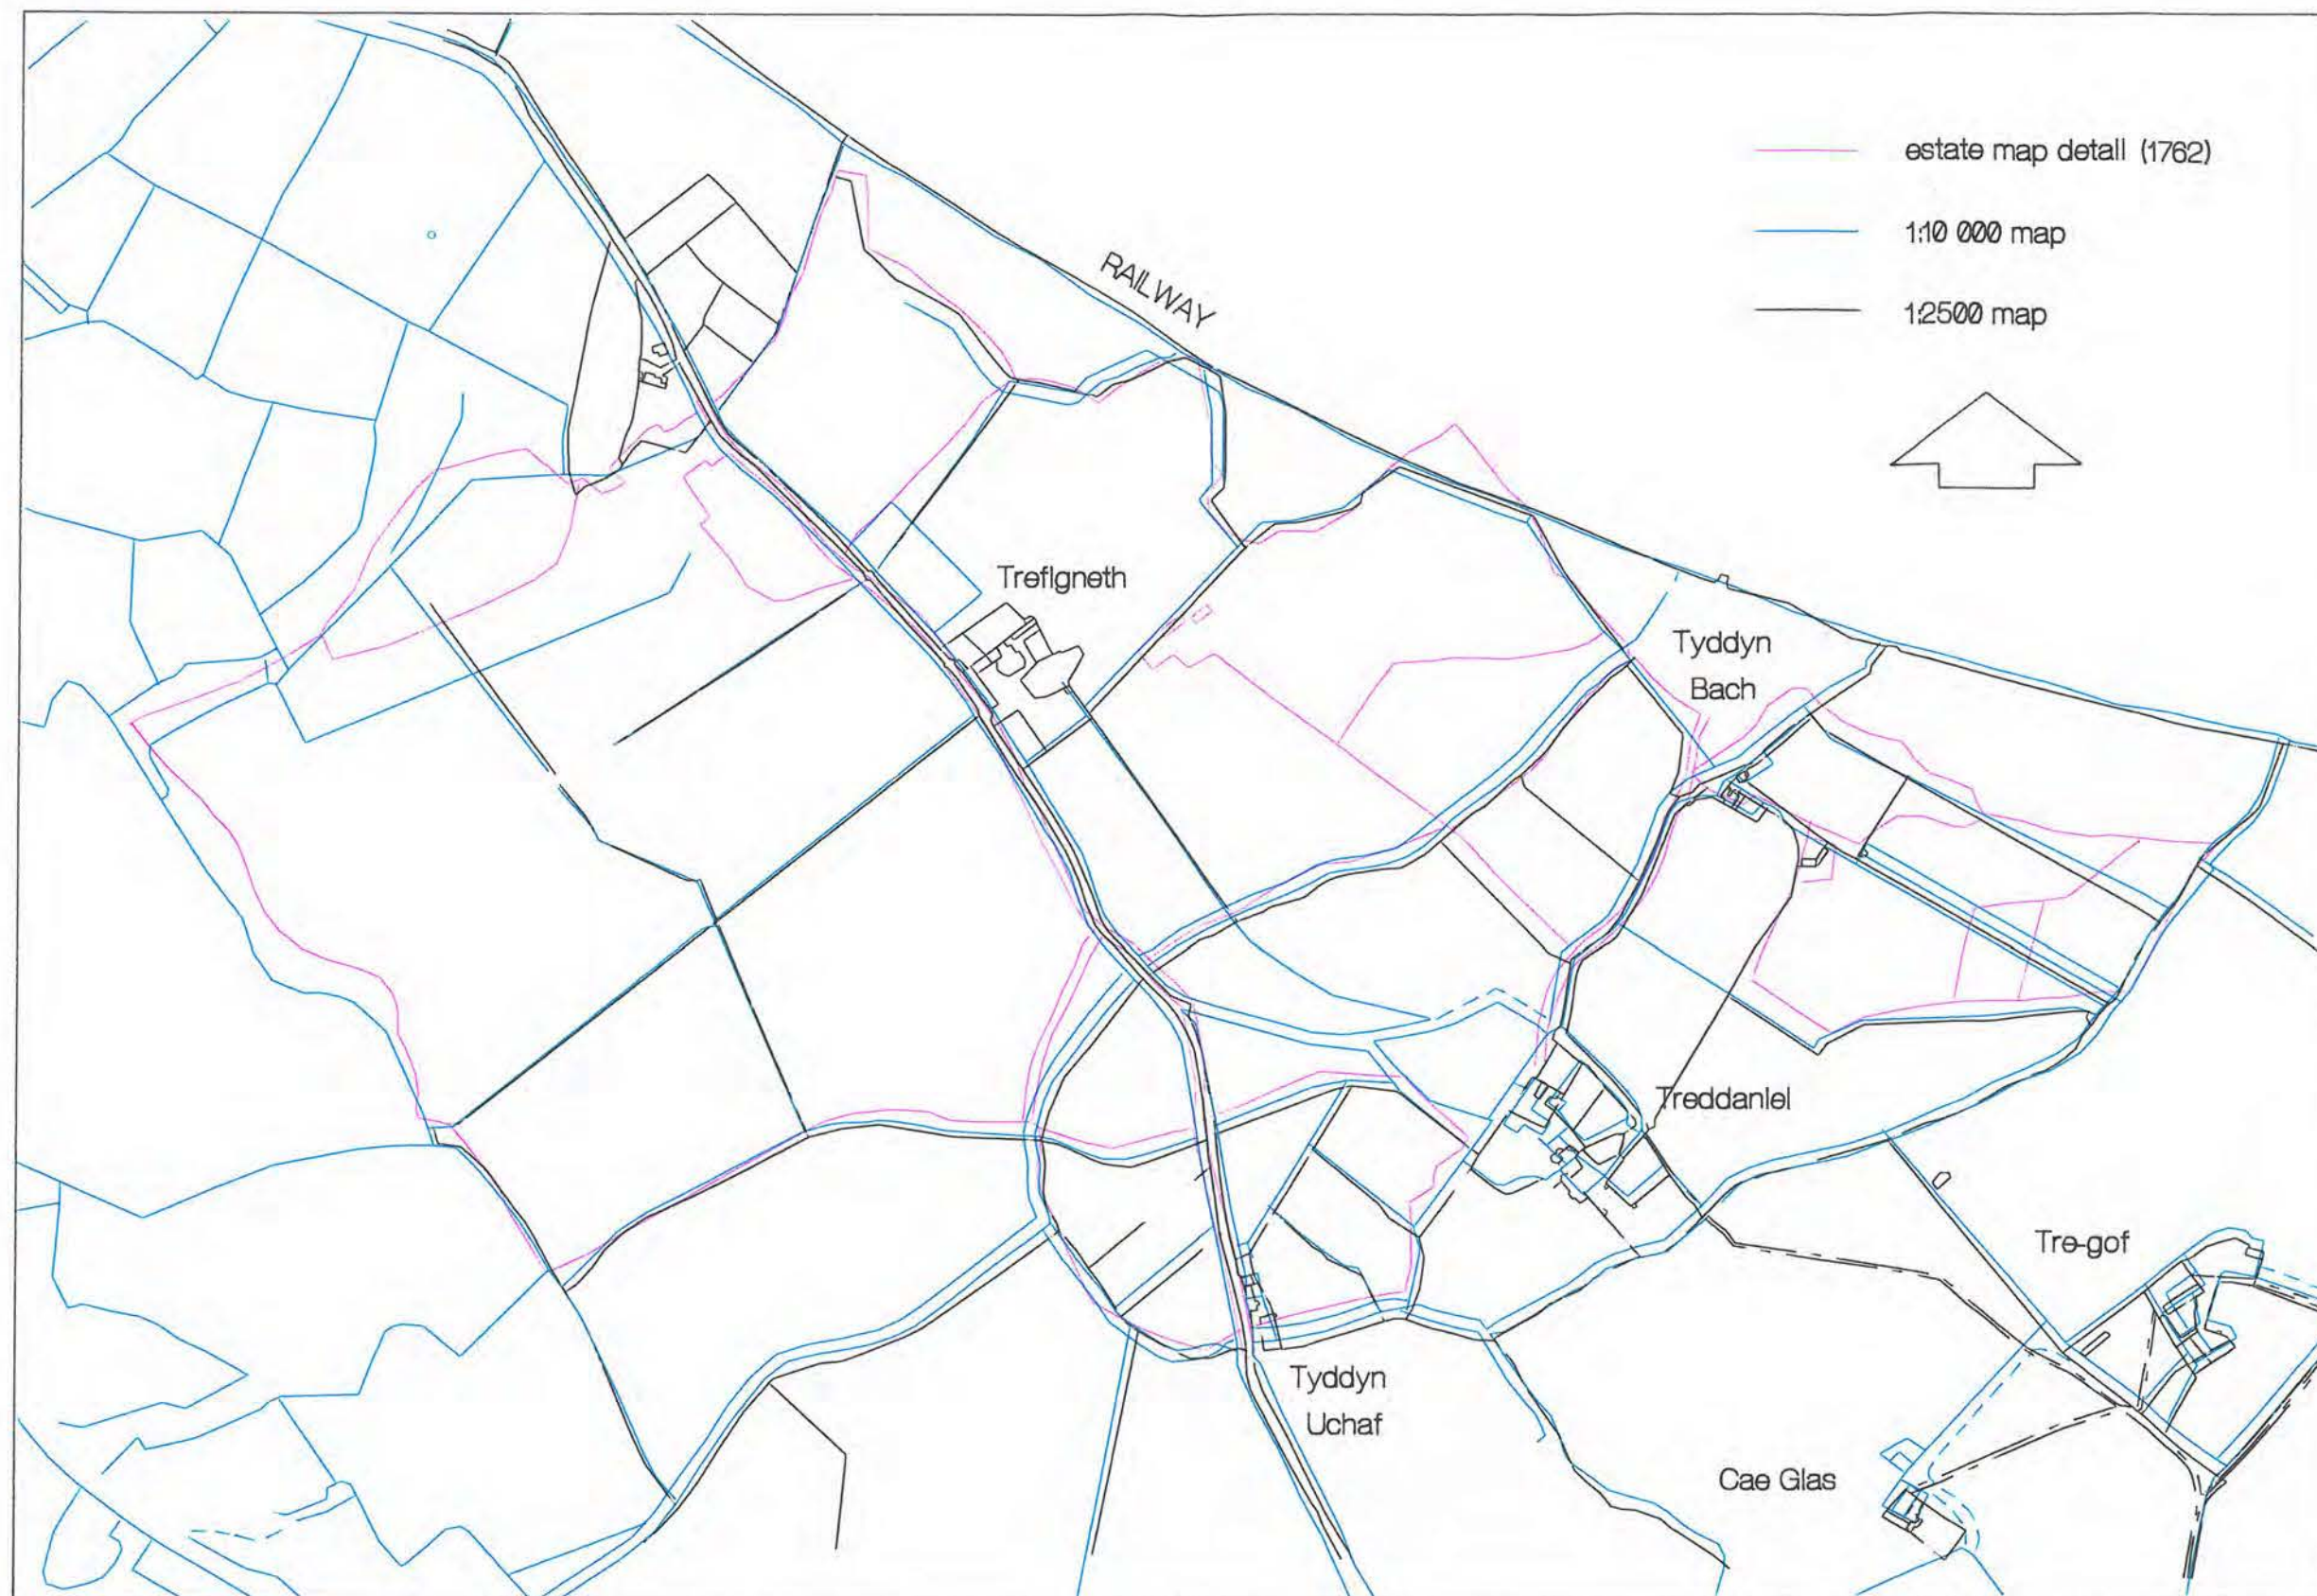 estate map detail (1762)
1:10 000 map
RAILWAY
1:2500 map
Trefigneth
Tyddyn
Bach
Treddaniel
Tre-gof
Tyddyn
Uchaf
Cae Glas